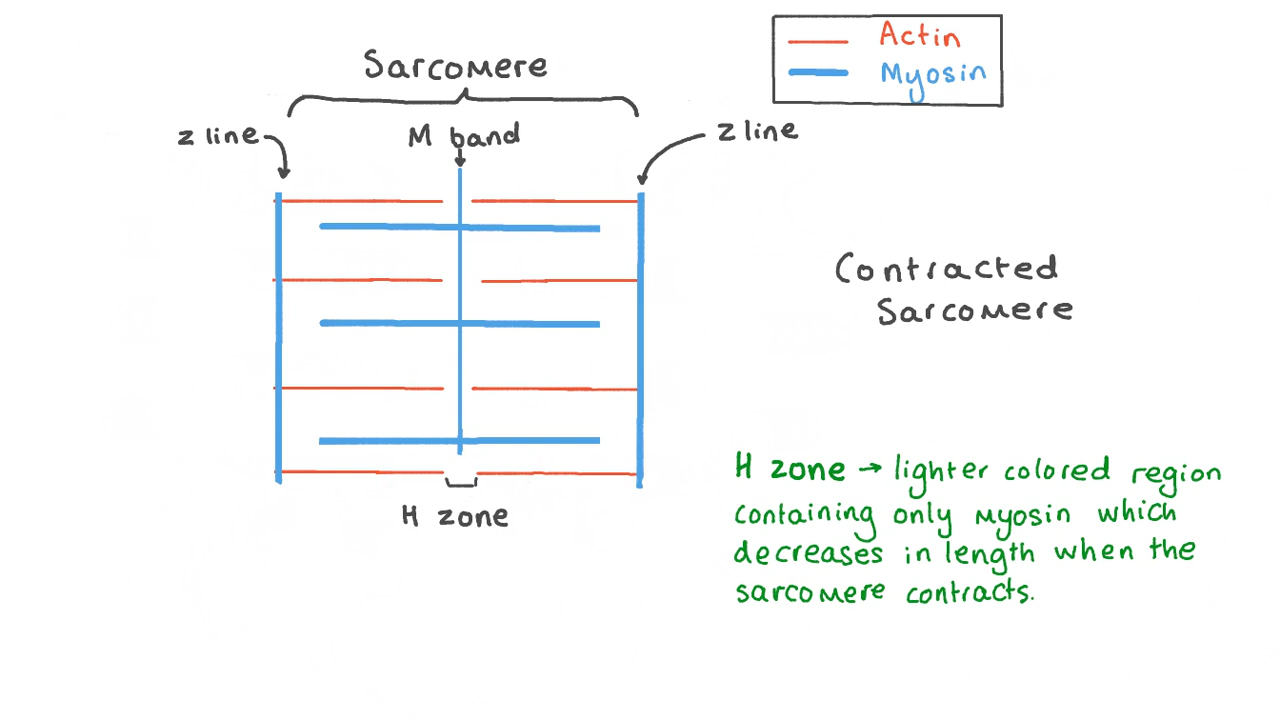 Actin
Myosin
Sarcomere
z line
M band
z line
Contracted
Sarcomere
H zone → lighter colored region
containing only myosin which
decreases in length when the
sarcomere contracts.
H zone